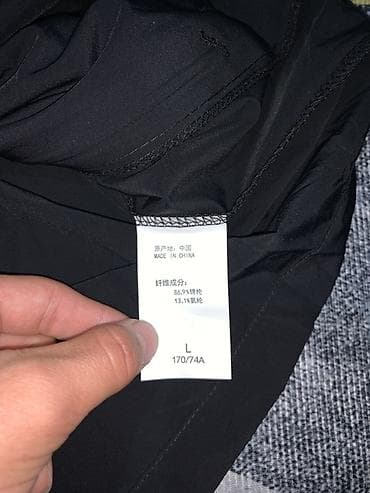 原产地: 中国
MADE IN CHINA
纤维成分:
86.9%锦纶
13.1%氨纶
L
170/74A